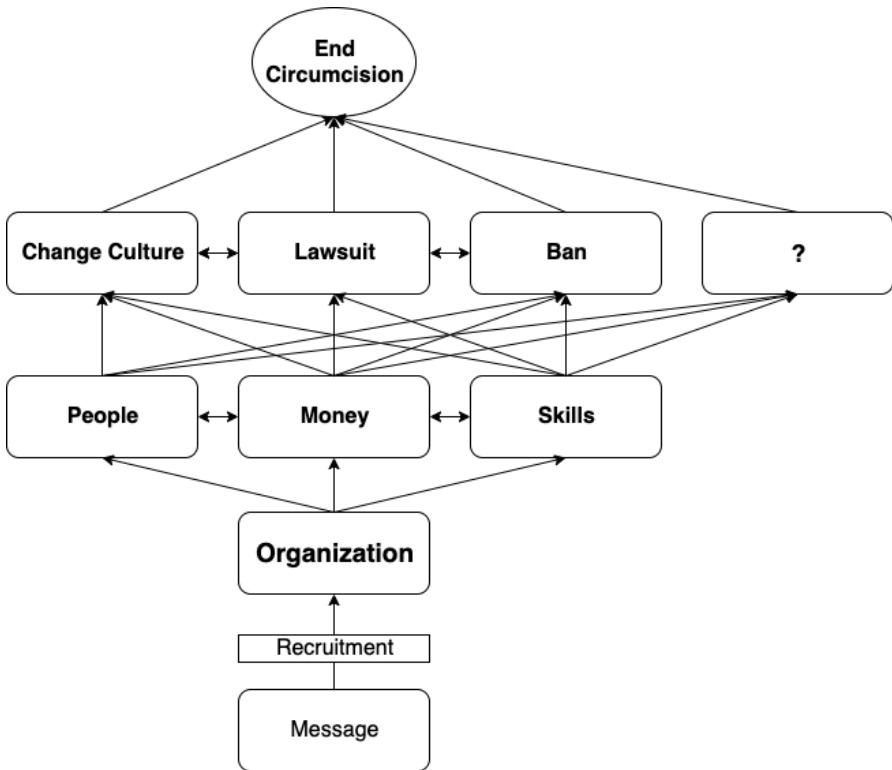 End
Circumcision
Change Culture
Lawsuit
Ban
?
People
Money
Skills
Organization
Recruitment
Message